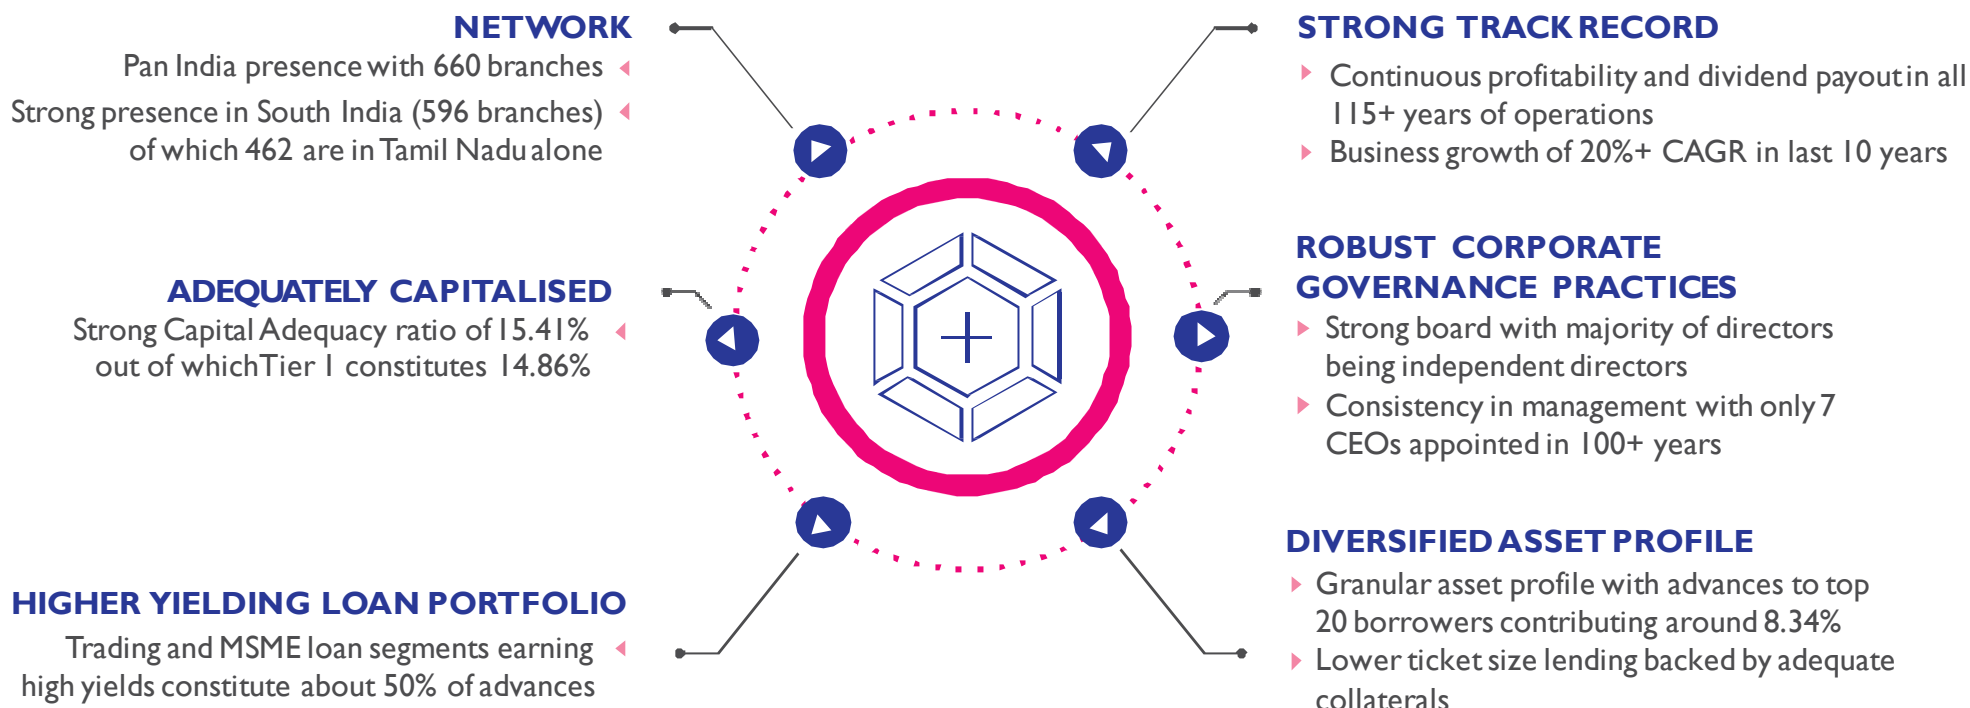 NETWORK
Pan India presence with 660 branches
Strong presence in South India (596 branches)
of which 462 are in Tamil Nadu alone
ADEQUATELY CAPITALISED
Strong Capital Adequacy ratio of 15.41%
out of which Tier 1 constitutes 14.86%
HIGHER YIELDING LOAN PORTFOLIO
Trading and MSME loan segments earning
high yields constitute about 50% of advances
STRONG TRACK RECORD
Continuous profitability and dividend payout in all
115+ years of operations
Business growth of 20%+ CAGR in last 10 years
ROBUST CORPORATE
GOVERNANCE PRACTICES
Strong board with majority of directors
being independent directors
Consistency in management with only 7
CEOs appointed in 100+ years
DIVERSIFIED ASSET PROFILE
Granular asset profile with advances to top
20 borrowers contributing around 8.34%
Lower ticket size lending backed by adequate
collaterals